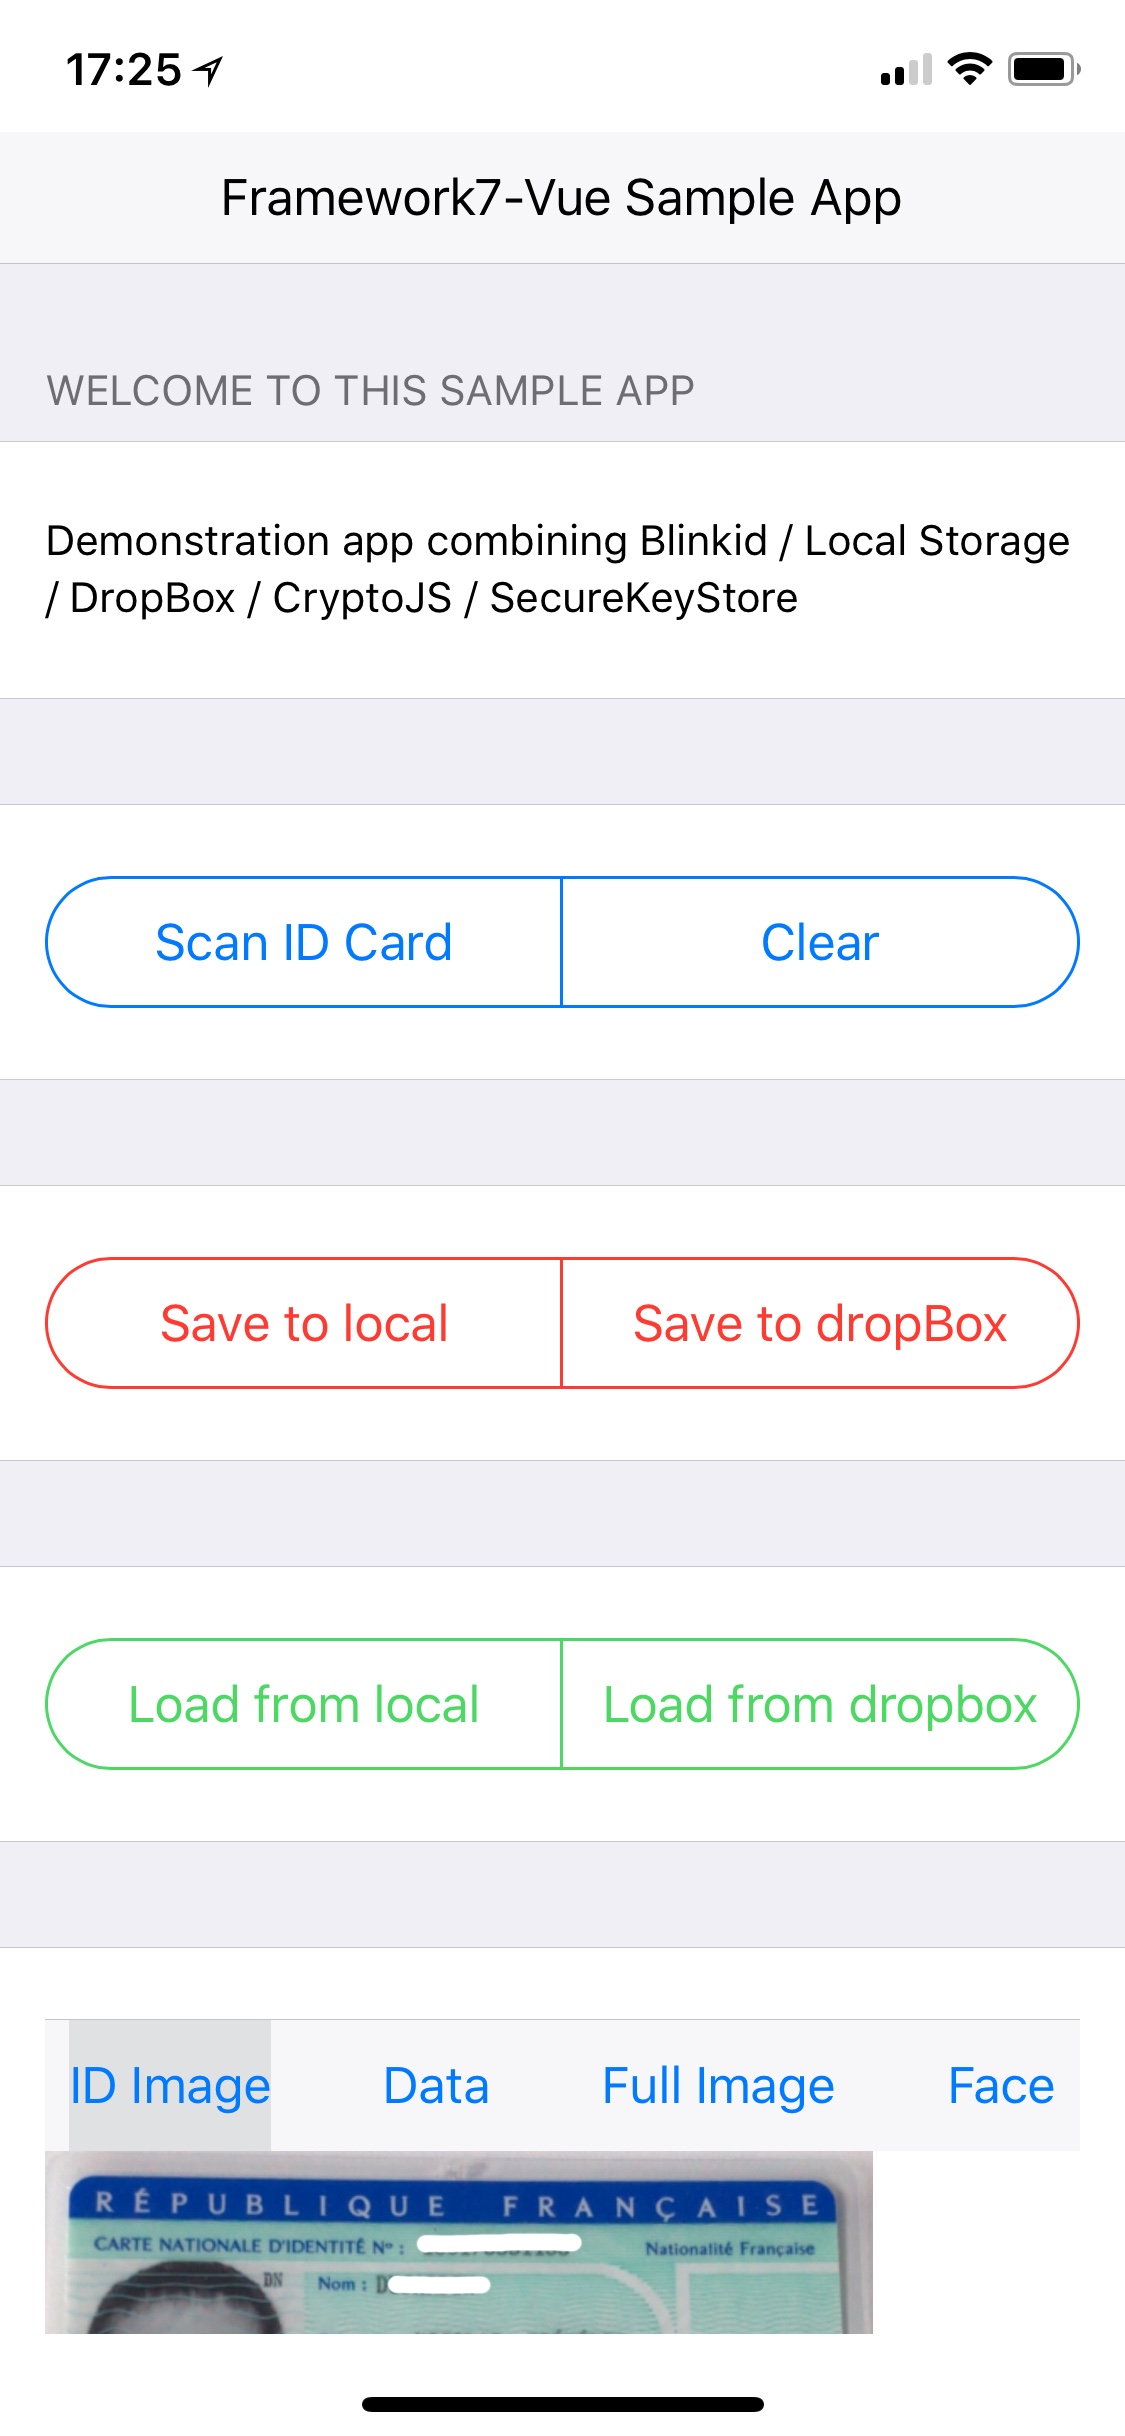 17:25
Framework7-Vue Sample App
WELCOME TO THIS SAMPLE APP
Demonstration app combining Blinkid / Local Storage
/ DropBox / CryptoJS / SecureKeyStore
Scan ID Card Clear
Save to local Save to dropBox
Load from local Load from dropbox
ID Image Data Full Image Face
RÉPUBLIQUE FRANÇAISE
CARTE NATIONALE D'IDENTITÉ Nº : Nationalité Française
DN Nom : D